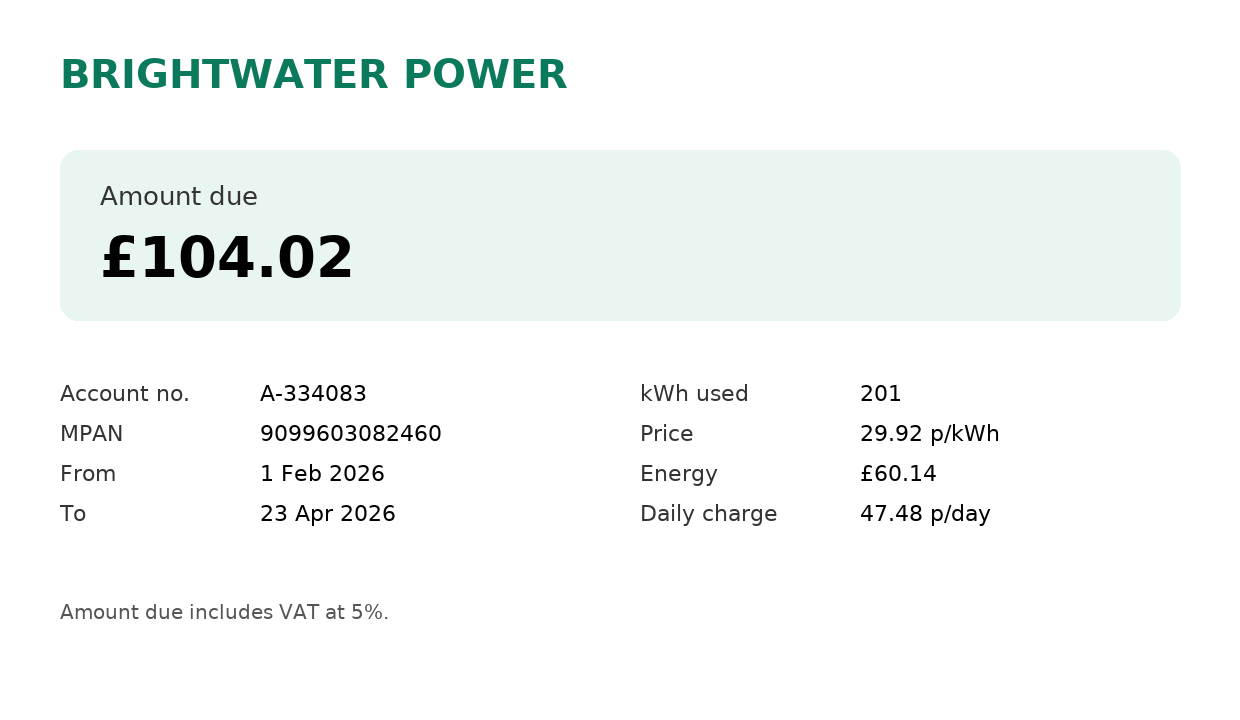 BRIGHTWATER POWER
Amount due
£104.02
Account no. A-334083
MPAN 9099603082460
From 1 Feb 2026
To 23 Apr 2026
kWh used 201
Price 29.92 p/kWh
Energy £60.14
Daily charge 47.48 p/day
Amount due includes VAT at 5%.